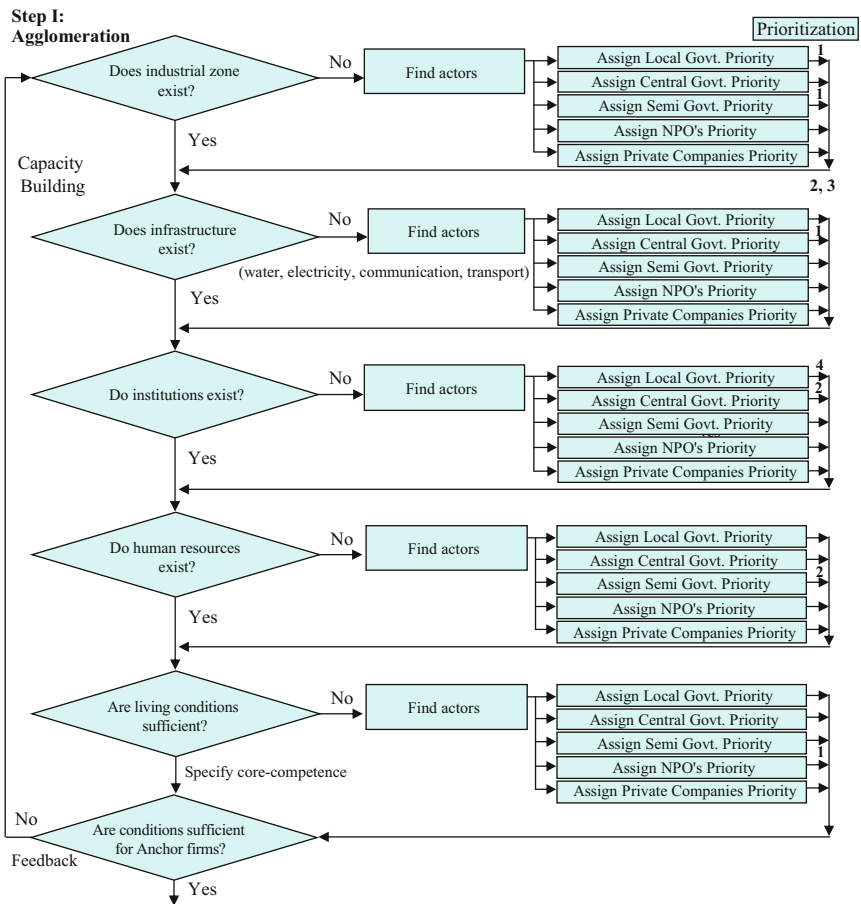 Step I:
Agglomeration
Prioritization
Does industrial zone
exist?
No
Find actors
Assign Local Govt. Priority
1
Assign Central Govt. Priority
Assign Semi Govt. Priority
1
Assign NPO's Priority
Assign Private Companies Priority
Yes
Capacity
Building
2, 3
Does infrastructure
exist?
No
Find actors
(water, electricity, communication, transport)
Assign Local Govt. Priority
Assign Central Govt. Priority
1
Assign Semi Govt. Priority
Assign NPO's Priority
Assign Private Companies Priority
Yes
Do institutions exist?
No
Find actors
Assign Local Govt. Priority
4
Assign Central Govt. Priority
2
Assign Semi Govt. Priority
Assign NPO's Priority
Assign Private Companies Priority
Yes
Do human resources
exist?
No
Find actors
Assign Local Govt. Priority
Assign Central Govt. Priority
Assign Semi Govt. Priority
2
Assign NPO's Priority
Assign Private Companies Priority
Yes
Are living conditions
sufficient?
No
Find actors
Assign Local Govt. Priority
Assign Central Govt. Priority
Assign Semi Govt. Priority
Assign NPO's Priority
1
Assign Private Companies Priority
Specify core-competence
Are conditions sufficient
for Anchor firms?
No
Feedback
Yes